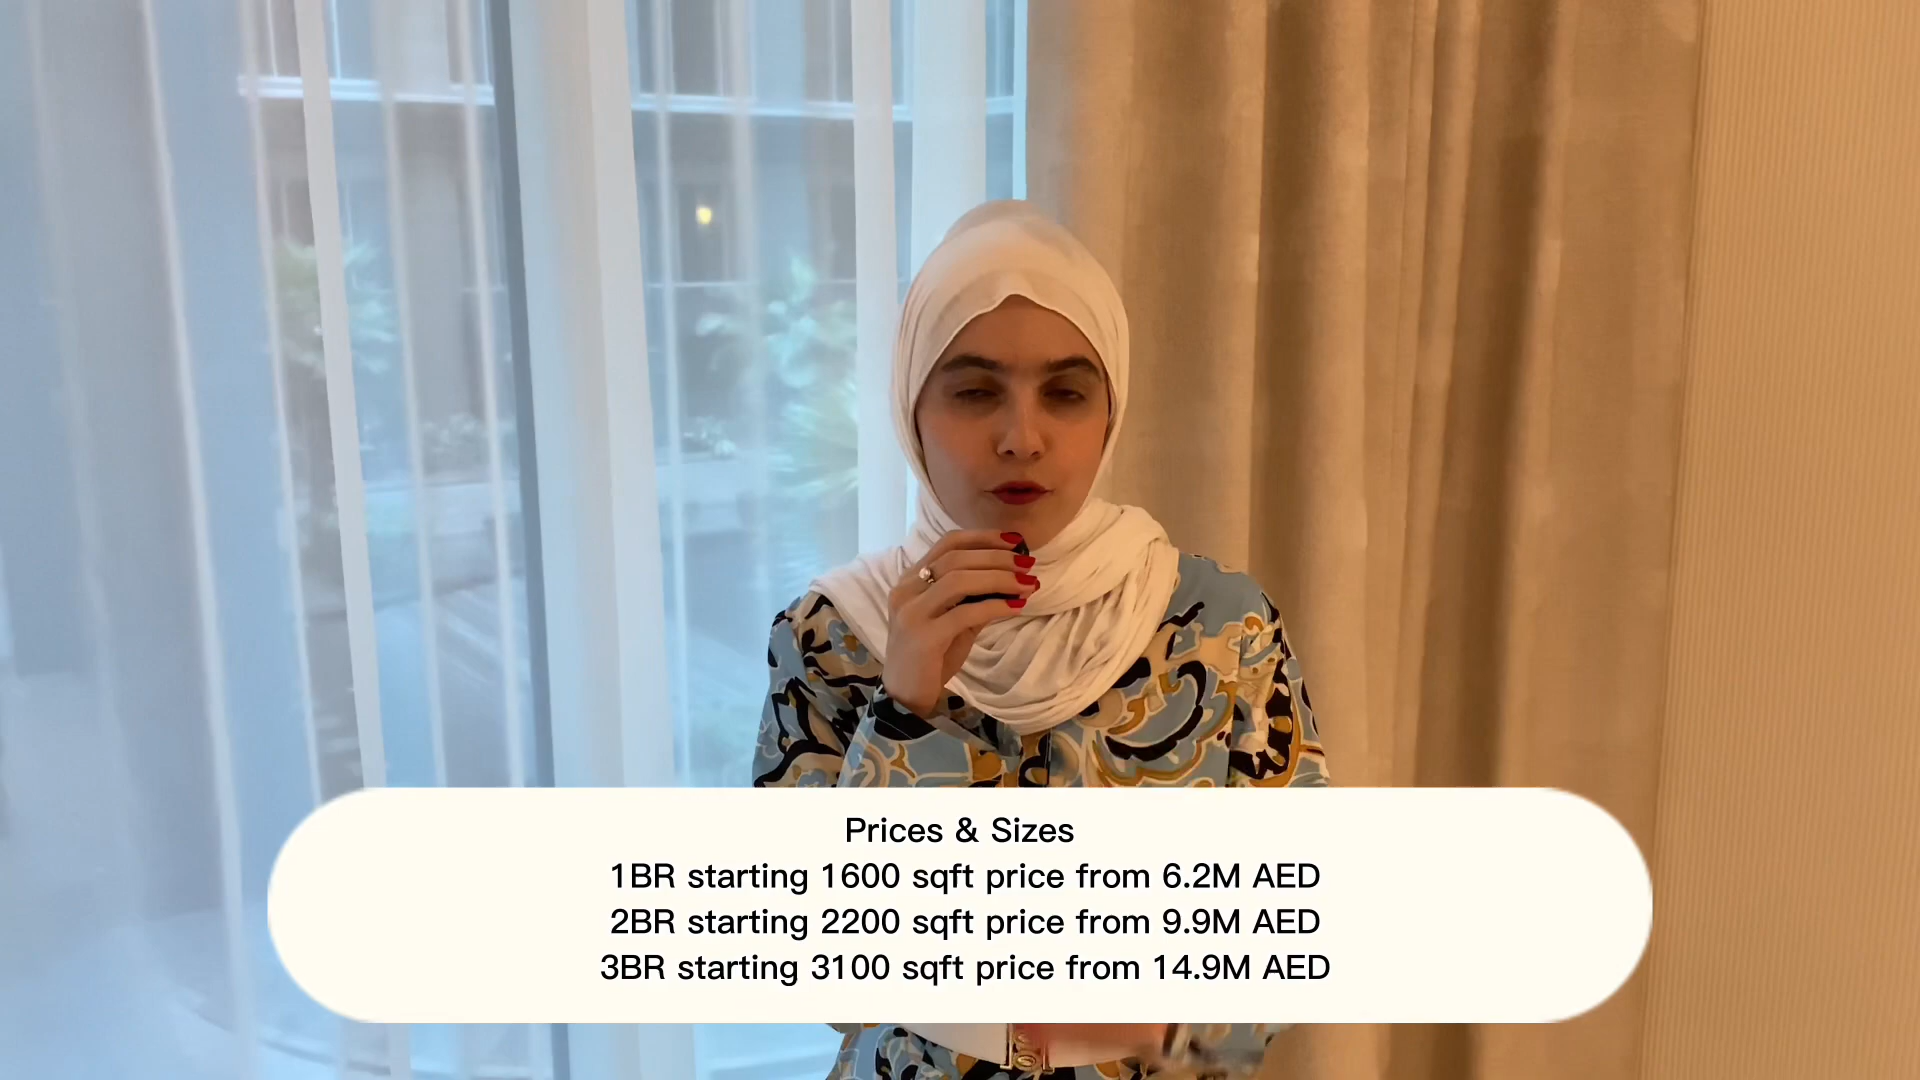 Prices & Sizes
1BR starting 1600 sqft price from 6.2M AED
2BR starting 2200 sqft price from 9.9M AED
3BR starting 3100 sqft price from 14.9M AED